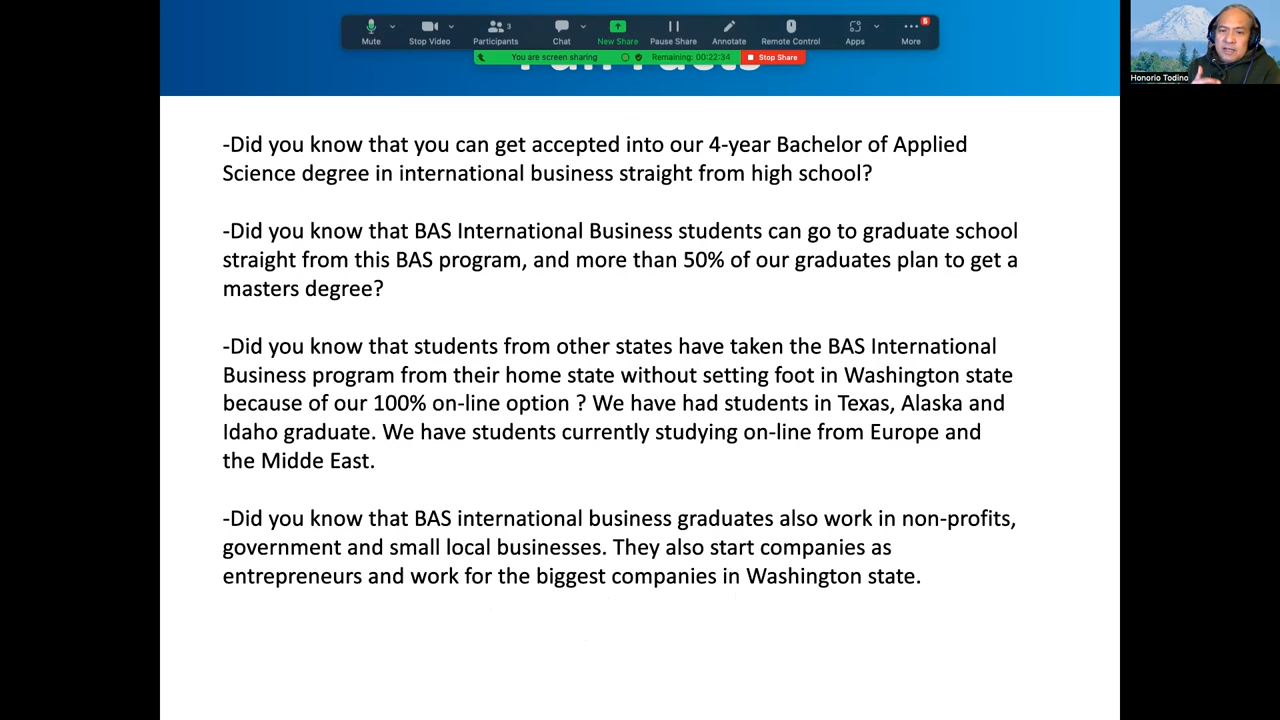 3
6
Mute
Stop Video
Participants
Chat
New Share
Pause Share
Annotate
Remote Control
Apps
More
You are screen sharing
Remaining: 00:22:34
Stop Share
Honorio Todino
-Did you know that you can get accepted into our 4-year Bachelor of Applied
Science degree in international business straight from high school?
-Did you know that BAS International Business students can go to graduate school
straight from this BAS program, and more than 50% of our graduates plan to get a
masters degree?
-Did you know that students from other states have taken the BAS International
Business program from their home state without setting foot in Washington state
because of our 100% on-line option ? We have had students in Texas, Alaska and
Idaho graduate. We have students currently studying on-line from Europe and
the Midde East.
-Did you know that BAS international business graduates also work in non-profits,
government and small local businesses. They also start companies as
entrepreneurs and work for the biggest companies in Washington state.